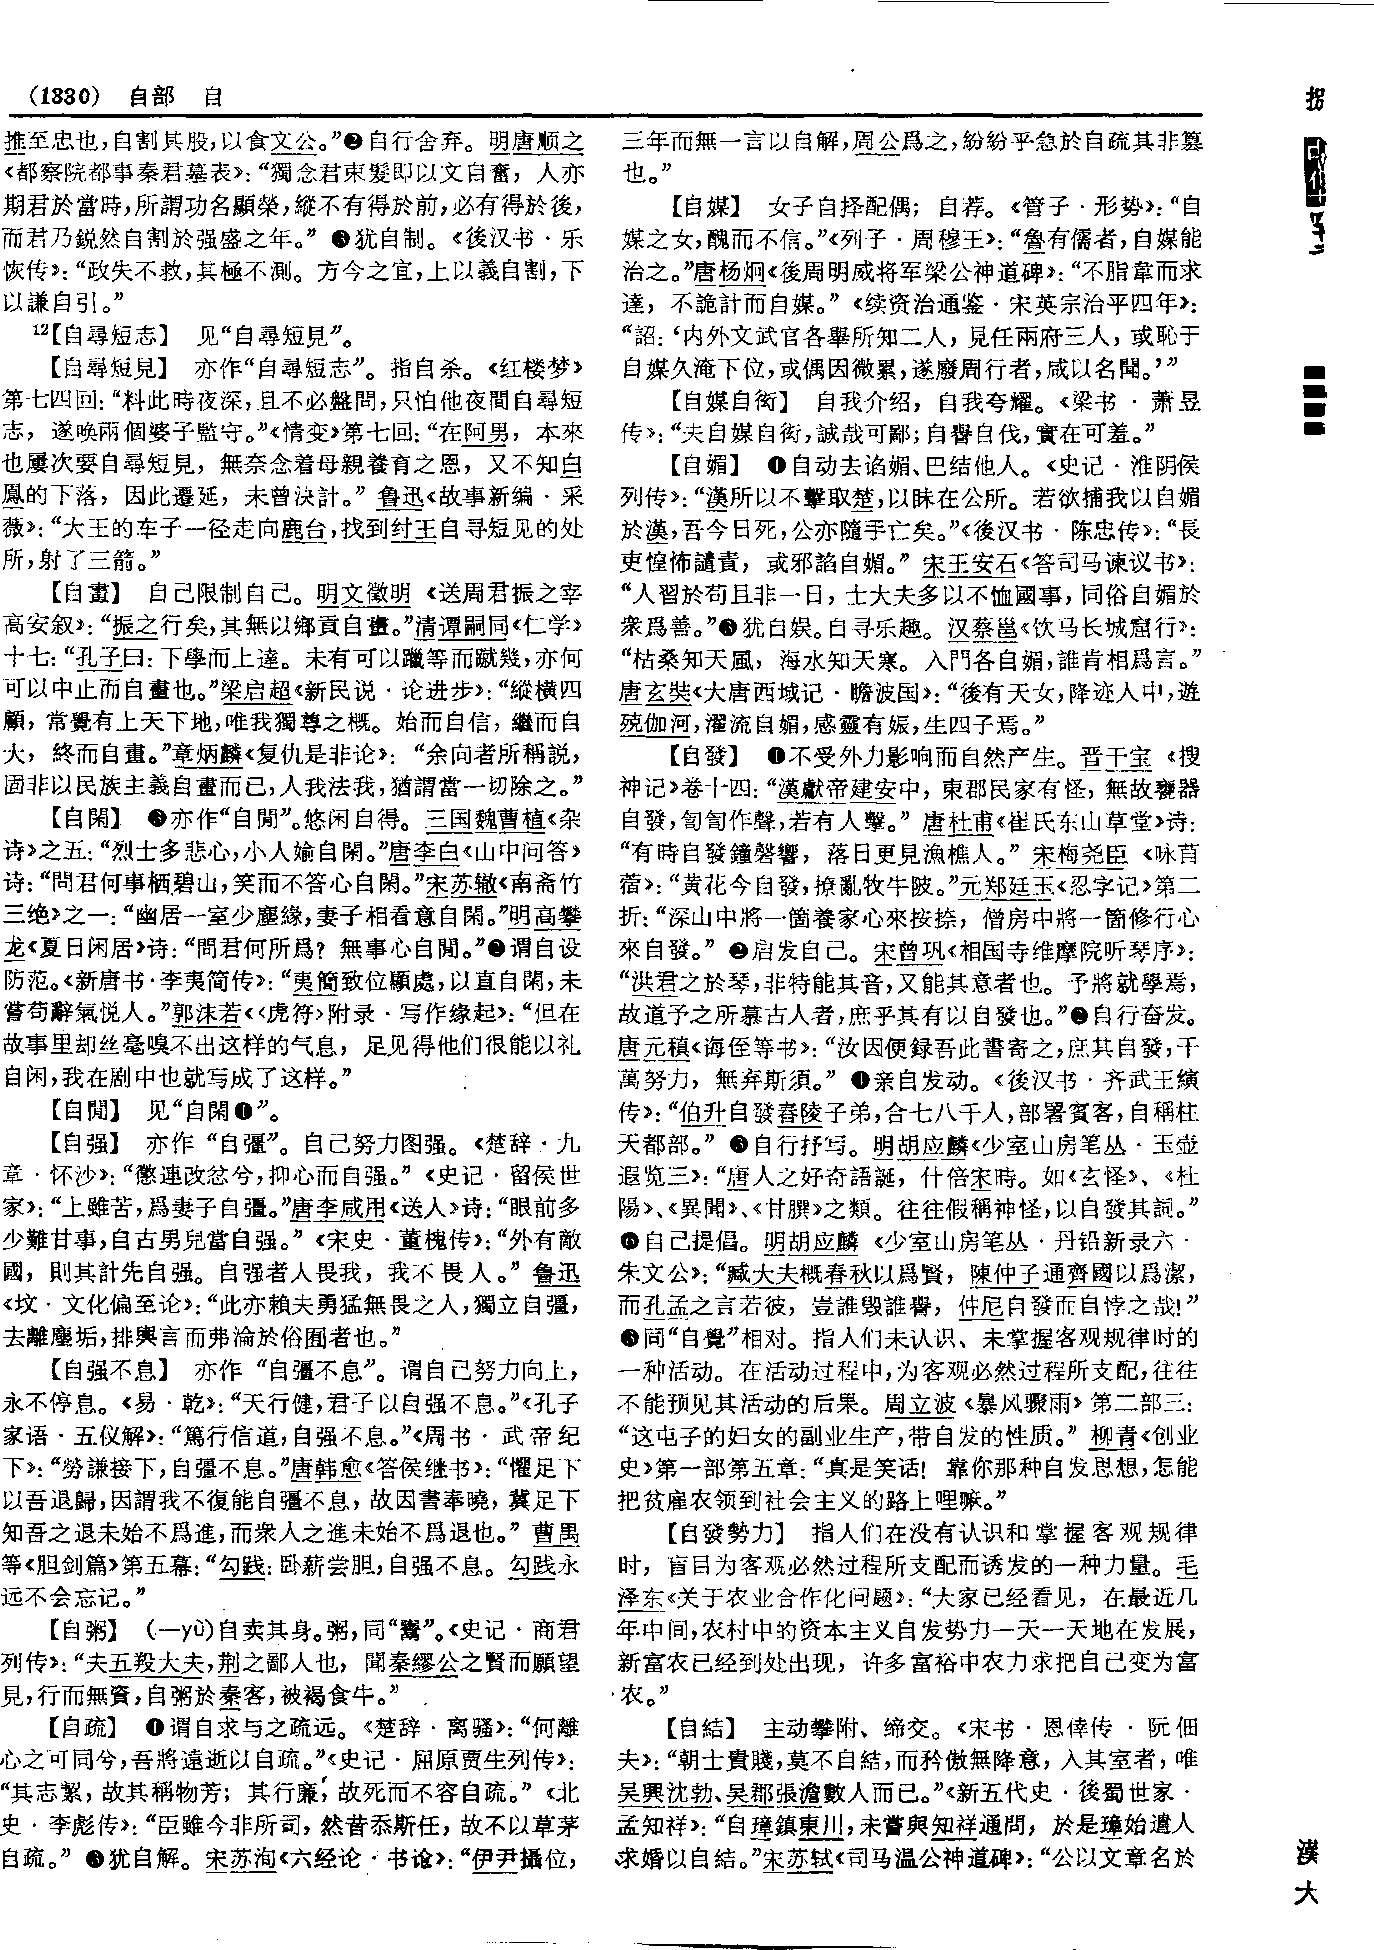 (1330) 自部 自
推至忠也，自割其股，以食文公。”❷自行舍弃。明唐顺之
《都察院都事秦君墓表》：“獨念君束髮即以文自奮，人亦
期君於當時，所謂功名顯榮，縱不有得於前，必有得於後，
而君乃鋭然自割於强盛之年。”❸犹自制。《後汉书·乐
恢传》：“政失不救，其極不測。方今之宜，上以義自割，下
以謙自引。”
12【自尋短志】 见“自尋短見”。
【自尋短見】 亦作“自尋短志”。指自杀。《红楼梦》
第七四回：“料此時夜深，且不必盤問，只怕他夜間自尋短
志，遂唤兩個婆子監守。”《情变》第七回：“在阿男，本來
也屢次要自尋短見，無奈念着母親養育之恩，又不知白
鳳的下落，因此遷延，未曾決計。”鲁迅《故事新编·采
薇》：“大王的车子一径走向鹿台，找到纣王自寻短见的处
所，射了三箭。”
【自畫】 自己限制自己。明文徵明《送周君振之宰
高安叙》：“振之行矣，其無以鄉貢自畫。”清谭嗣同《仁学》
十七：“孔子曰：下學而上達。未有可以躐等而蹴幾，亦何
可以中止而自畫也。”梁启超《新民说·论进步》：“縱横四
顧，常覺有上天下地，唯我獨尊之概。始而自信，繼而自
大，終而自畫。”章炳麟《复仇是非论》：“余向者所稱説，
固非以民族主義自畫而已，人我法我，猶謂當一切除之。”
【自閑】 ❶亦作“自閒”。悠闲自得。三国魏曹植《杂
诗》之五：“烈士多悲心，小人婾自閑。”唐李白《山中问答》
诗：“問君何事栖碧山，笑而不答心自閑。”宋苏辙《南斋竹
三绝》之一：“幽居一室少塵緣，妻子相看意自閑。”明高攀
龙《夏日闲居》诗：“問君何所爲？無事心自閒。”❷谓自设
防范。《新唐书·李夷简传》：“夷簡致位顯處，以直自閑，未
嘗苟辭氣悦人。”郭沫若《〈虎符〉附录·写作缘起》：“但在
故事里却丝毫嗅不出这样的气息，足见得他们很能以礼
自闲，我在剧中也就写成了这样。”
【自閒】 见“自閑❶”。
【自强】 亦作“自彊”。自己努力图强。《楚辞·九
章·怀沙》：“懲連改忿兮，抑心而自强。”《史记·留侯世
家》：“上雖苦，爲妻子自彊。”唐李咸用《送人》诗：“眼前多
少難甘事，自古男兒當自强。”《宋史·董槐传》：“外有敵
國，則其計先自强。自强者人畏我，我不畏人。”鲁迅
《坟·文化偏至论》：“此亦賴夫勇猛無畏之人，獨立自彊，
去離塵垢，排輿言而弗淪於俗囿者也。”
【自强不息】 亦作“自彊不息”。谓自己努力向上，
永不停息。《易·乾》：“天行健，君子以自强不息。”《孔子
家语·五仪解》：“篤行信道，自强不息。”《周书·武帝纪
下》：“勞謙接下，自彊不息。”唐韩愈《答侯继书》：“懼足下
以吾退歸，因謂我不復能自彊不息，故因書奉曉，冀足下
知吾之退未始不爲進，而衆人之進未始不爲退也。”曹禺
等《胆剑篇》第五幕：“勾践：卧薪尝胆，自强不息。勾践永
远不会忘记。”
【自粥】 （—yù）自卖其身。粥，同“鬻”。《史记·商君
列传》：“夫五羖大夫，荆之鄙人也，聞秦繆公之賢而願望
見，行而無資，自粥於秦客，被褐食牛。”
【自疏】 ❶谓自求与之疏远。《楚辞·离骚》：“何離
心之可同兮，吾將遠逝以自疏。”《史记·屈原贾生列传》：
“其志絜，故其稱物芳；其行廉，故死而不容自疏。”《北
史·李彪传》：“臣雖今非所司，然昔忝斯任，故不以草茅
自疏。”❷犹自解。宋苏洵《六经论·书论》：“伊尹攝位，
三年而無一言以自解，周公爲之，紛紛乎急於自疏其非篡
也。”
【自媒】 女子自择配偶；自荐。《管子·形势》：“自
媒之女，醜而不信。”《列子·周穆王》：“魯有儒者，自媒能
治之。”唐杨炯《後周明威将军梁公神道碑》：“不脂韋而求
達，不詭計而自媒。”《续资治通鉴·宋英宗治平四年》：
“詔：‘内外文武官各舉所知二人，見任兩府三人，或恥于
自媒久淹下位，或偶因微累，遂廢周行者，咸以名聞。’”
【自媒自衒】 自我介绍，自我夸耀。《梁书·萧昱
传》：“夫自媒自衒，誠哉可鄙；自譽自伐，實在可羞。”
【自媚】 ❶自动去谄媚、巴结他人。《史记·淮阴侯
列传》：“漢所以不擊取楚，以眛在公所。若欲捕我以自媚
於漢，吾今日死，公亦隨手亡矣。”《後汉书·陈忠传》：“長
吏惶怖譴責，或邪諂自媚。”宋王安石《答司马谏议书》：
“人習於苟且非一日，士大夫多以不恤國事，同俗自媚於
衆爲善。”❷犹自娱。自寻乐趣。汉蔡邕《饮马长城窟行》：
“枯桑知天風，海水知天寒。入門各自媚，誰肯相爲言。”
唐玄奘《大唐西域记·瞻波国》：“後有天女，降迹人中，遊
殑伽河，濯流自媚，感靈有娠，生四子焉。”
【自發】 ❶不受外力影响而自然产生。晋干宝《搜
神记》卷十四：“漢獻帝建安中，東郡民家有怪，無故甕器
自發，訇訇作聲，若有人擊。”唐杜甫《崔氏东山草堂》诗：
“有時自發鐘磬響，落日更見漁樵人。”宋梅尧臣《咏苜
蓿》：“黄花今自發，撩亂牧牛陂。”元郑廷玉《忍字记》第二
折：“深山中將一箇養家心來按捺，僧房中將一箇修行心
來自發。”❷启发自己。宋曾巩《相国寺维摩院听琴序》：
“洪君之於琴，非特能其音，又能其意者也。予將就學焉，
故道予之所慕古人者，庶乎其有以自發也。”❸自行奋发。
唐元稹《诲侄等书》：“汝因便録吾此書寄之，庶其自發，千
萬努力，無弃斯須。”❹亲自发动。《後汉书·齐武王縯
传》：“伯升自發舂陵子弟，合七八千人，部署賓客，自稱柱
天都部。”❺自行抒写。明胡应麟《少室山房笔丛·玉壶
遐览三》：“唐人之好奇語誕，什倍宋時。如《玄怪》、《杜
陽》、《異聞》、《甘䐑》之類。往往假稱神怪，以自發其詞。”
❻自己提倡。明胡应麟《少室山房笔丛·丹铅新录六·
朱文公》：“臧大夫概春秋以爲賢，陳仲子通齊國以爲潔，
而孔孟之言若彼，豈誰毁誰譽，仲尼自發而自悖之哉！”
❼同“自覺”相对。指人们未认识、未掌握客观规律时的
一种活动。在活动过程中，为客观必然过程所支配，往往
不能预见其活动的后果。周立波《暴风骤雨》第二部三：
“这屯子的妇女的副业生产，带自发的性质。”柳青《创业
史》第一部第五章：“真是笑话！靠你那种自发思想，怎能
把贫雇农领到社会主义的路上哩嘛。”
【自發勢力】 指人们在没有认识和掌握客观规律
时，盲目为客观必然过程所支配而诱发的一种力量。毛
泽东《关于农业合作化问题》：“大家已经看见，在最近几
年中间，农村中的资本主义自发势力一天一天地在发展，
新富农已经到处出现，许多富裕中农力求把自己变为富
农。”
【自結】 主动攀附、缔交。《宋书·恩倖传·阮佃
夫》：“朝士貴賤，莫不自結，而矜傲無降意，入其室者，唯
吴興沈勃、吴郡張澹數人而已。”《新五代史·後蜀世家·
孟知祥》：“自璋鎮東川，未嘗與知祥通問，於是璋始遣人
求婚以自結。”宋苏轼《司马温公神道碑》：“公以文章名於
拐
大